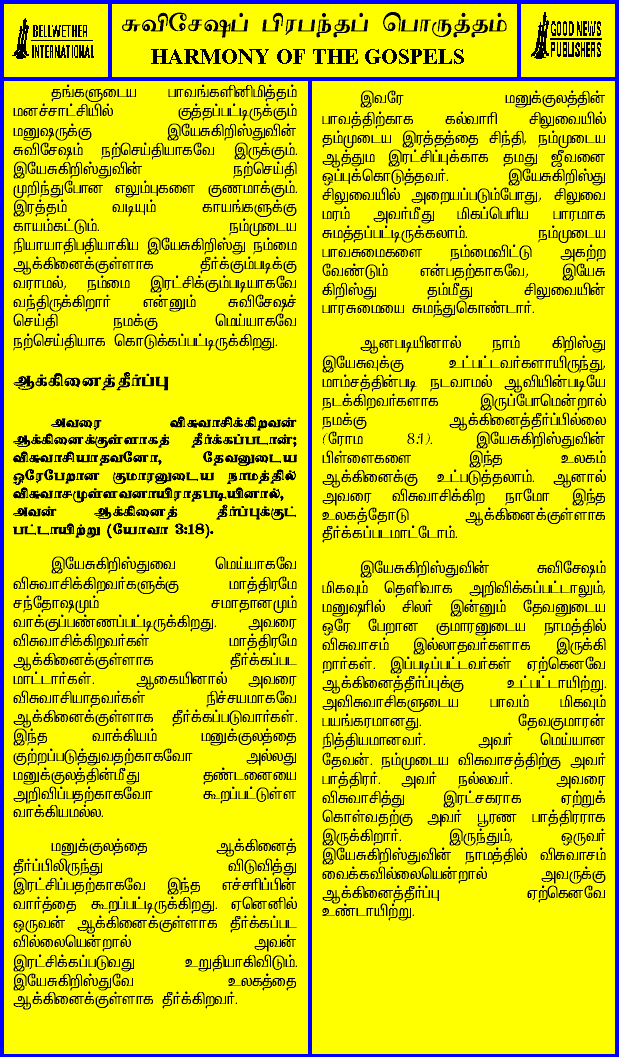 BELLWETHER
INTERNATIONAL
சுவிசேஷப் பிரபந்தப் பொருத்தம்
HARMONY OF THE GOSPELS
GOOD NEWS
PUBLISHERS
தங்களுடைய பாவங்களினிமித்தம்
மனச்சாட்சியில் குத்தப்பட்டிருக்கும்
மனுஷருக்கு இயேசுகிறிஸ்துவின்
சுவிசேஷம் நற்செய்தியாகவே இருக்கும்.
இயேசுகிறிஸ்துவின் நற்செய்தி
முறிந்துபோன எலும்புகளை குணமாக்கும்.
இரத்தம் வடியும் காயங்களுக்கு
காயம்கட்டும். நம்முடைய
நியாயாதிபதியாகிய இயேசுகிறிஸ்து நம்மை
ஆக்கினைக்குள்ளாக தீர்க்கும்படிக்கு
வராமல், நம்மை இரட்சிக்கும்படியாகவே
வந்திருக்கிறார் என்னும் சுவிசேஷச்
செய்தி நமக்கு மெய்யாகவே
நற்செய்தியாக கொடுக்கப்பட்டிருக்கிறது.
ஆக்கினைத்தீர்ப்பு
அவரை விசுவாசிக்கிறவன்
ஆக்கினைக்குள்ளாகத் தீர்க்கப்படான்;
விசுவாசியாதவனோ, தேவனுடைய
ஒரேபேறான குமாரனுடைய நாமத்தில்
விசுவாசமுள்ளவனாயிராதபடியினால்,
அவன் ஆக்கினைத் தீர்ப்புக்குட்
பட்டாயிற்று (யோவா 3:18).
இயேசுகிறிஸ்துவை மெய்யாகவே
விசுவாசிக்கிறவர்களுக்கு மாத்திரமே
சந்தோஷமும் சமாதானமும்
வாக்குப்பண்ணப்பட்டிருக்கிறது. அவரை
விசுவாசிக்கிறவர்கள் மாத்திரமே
ஆக்கினைக்குள்ளாக தீர்க்கப்பட
மாட்டார்கள். ஆகையினால் அவரை
விசுவாசியாதவர்கள் நிச்சயமாகவே
ஆக்கினைக்குள்ளாக தீர்க்கப்படுவார்கள்.
இந்த வாக்கியம் மனுக்குலத்தை
குற்றப்படுத்துவதற்காகவோ அல்லது
மனுக்குலத்தின்மீது தண்டனையை
அறிவிப்பதற்காகவோ கூறப்பட்டுள்ள
வாக்கியமல்ல.
மனுக்குலத்தை ஆக்கினைத்
தீர்ப்பிலிருந்து விடுவித்து
இரட்சிப்பதற்காகவே இந்த எச்சரிப்பின்
வார்த்தை கூறப்பட்டிருக்கிறது. ஏனெனில்
ஒருவன் ஆக்கினைக்குள்ளாக தீர்க்கப்பட
வில்லையென்றால் அவன்
இரட்சிக்கப்படுவது உறுதியாகிவிடும்.
இயேசுகிறிஸ்துவே உலகத்தை
ஆக்கினைக்குள்ளாக தீர்க்கிறவர்.
இவரே மனுக்குலத்தின்
பாவத்திற்காக கல்வாரி சிலுவையில்
தம்முடைய இரத்தத்தை சிந்தி, நம்முடைய
ஆத்தும இரட்சிப்புக்காக தமது ஜீவனை
ஒப்புக்கொடுத்தவர். இயேசுகிறிஸ்து
சிலுவையில் அறையப்படும்போது, சிலுவை
மரம் அவர்மீது மிகப்பெரிய பாரமாக
சுமத்தப்பட்டிருக்கலாம். நம்முடைய
பாவசுமைகளை நம்மைவிட்டு அகற்ற
வேண்டும் என்பதற்காகவே, இயேசு
கிறிஸ்து தம்மீது சிலுவையின்
பாரசுமையை சுமந்துகொண்டார்.
ஆனபடியினால் நாம் கிறிஸ்து
இயேசுவுக்கு உட்பட்டவர்களாயிருந்து,
மாம்சத்தின்படி நடவாமல் ஆவியின்படியே
நடக்கிறவர்களாக இருப்போமென்றால்
நமக்கு ஆக்கினைத்தீர்ப்பில்லை
(ரோம 8:1). இயேசுகிறிஸ்துவின்
பிள்ளைகளை இந்த உலகம்
ஆக்கினைக்கு உட்படுத்தலாம். ஆனால்
அவரை விசுவாசிக்கிற நாமோ இந்த
உலகத்தோடு ஆக்கினைக்குள்ளாக
தீர்க்கப்படமாட்டோம்.
இயேசுகிறிஸ்துவின் சுவிசேஷம்
மிகவும் தெளிவாக அறிவிக்கப்பட்டாலும்,
மனுஷரில் சிலர் இன்னும் தேவனுடைய
ஒரே பேறான குமாரனுடைய நாமத்தில்
விசுவாசம் இல்லாதவர்களாக இருக்கி
றார்கள். இப்படிப்பட்டவர்கள் ஏற்கெனவே
ஆக்கினைத்தீர்ப்புக்கு உட்பட்டாயிற்று.
அவிசுவாசிகளுடைய பாவம் மிகவும்
பயங்கரமானது. தேவகுமாரன்
நித்தியமானவர். அவர் மெய்யான
தேவன். நம்முடைய விசுவாசத்திற்கு அவர்
பாத்திரர். அவர் நல்லவர். அவரை
விசுவாசித்து இரட்சகராக ஏற்றுக்
கொள்வதற்கு அவர் பூரண பாத்திரராக
இருக்கிறார். இருந்தும், ஒருவர்
இயேசுகிறிஸ்துவின் நாமத்தில் விசுவாசம்
வைக்கவில்லையென்றால் அவருக்கு
ஆக்கினைத்தீர்ப்பு ஏற்கெனவே
உண்டாயிற்று.